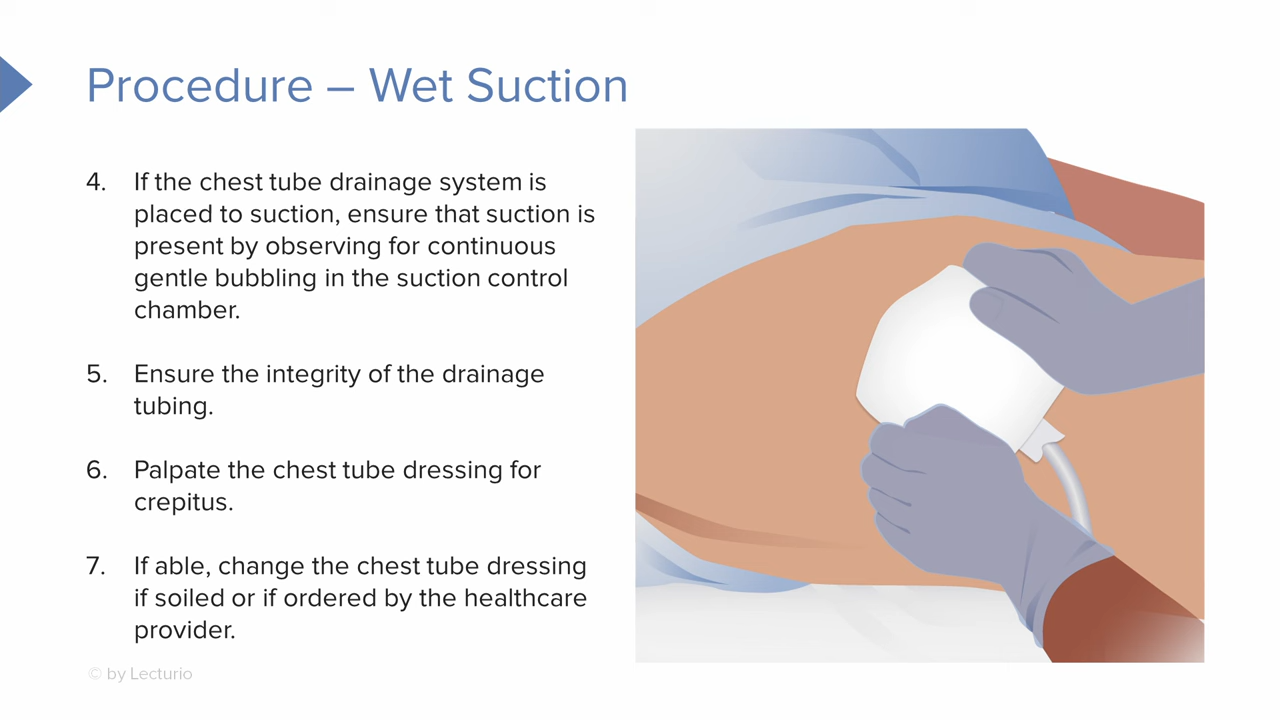 Procedure – Wet Suction
4. If the chest tube drainage system is
placed to suction, ensure that suction is
present by observing for continuous
gentle bubbling in the suction control
chamber.
5. Ensure the integrity of the drainage
tubing.
6. Palpate the chest tube dressing for
crepitus.
7. If able, change the chest tube dressing
if soiled or if ordered by the healthcare
provider.
© by Lecturio